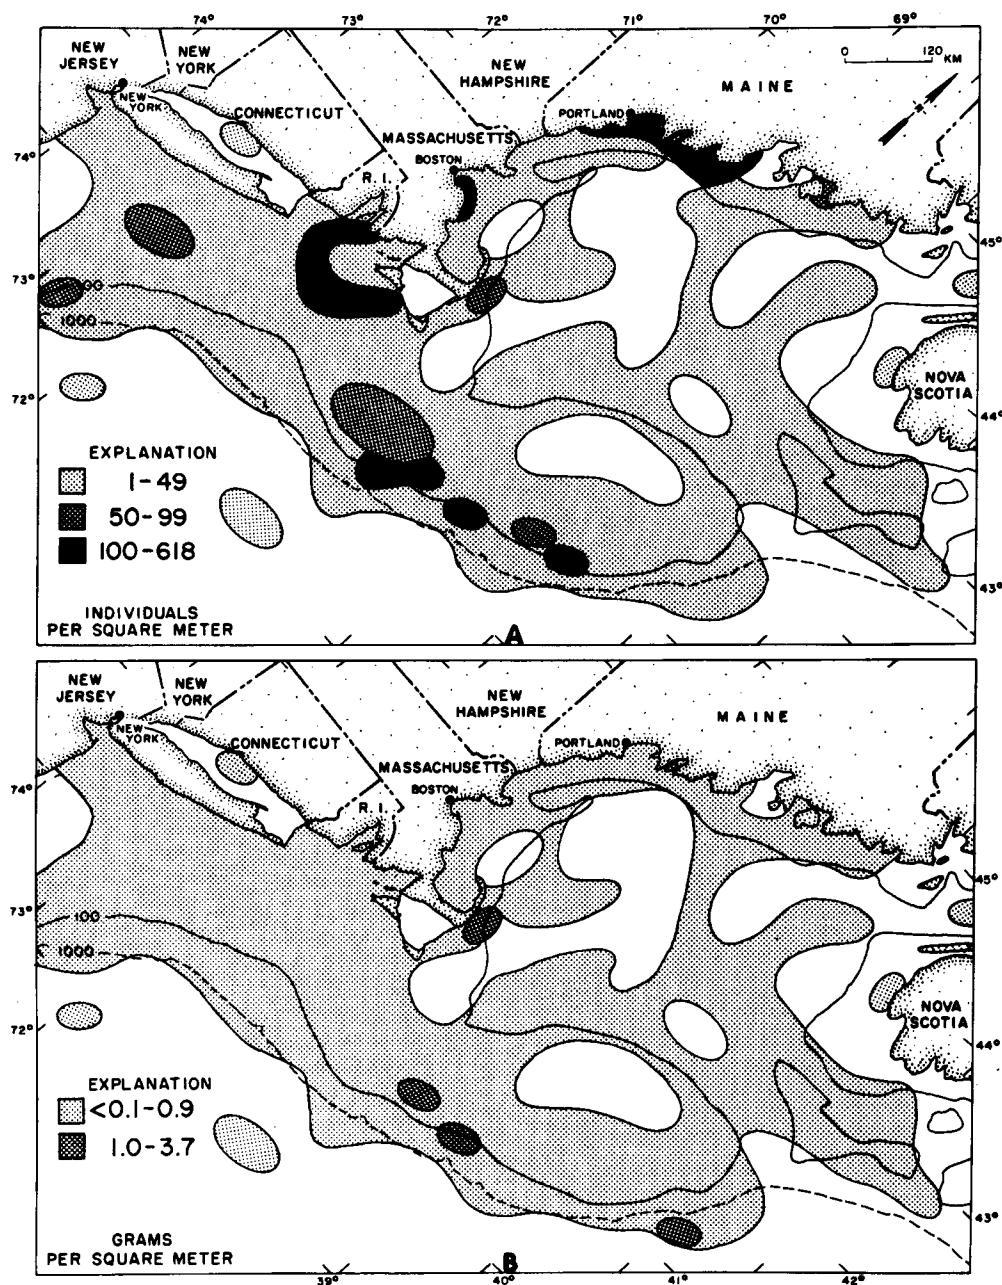 74° 73° 72° 71° 70° 69°
NEW
JERSEY
NEW
YORK
NEW
YORK
CONNECTICUT
MASSACHUSETTS
BOSTON
R. I.
NEW
HAMPSHIRE
PORTLAND
MAINE
0 120
KM
74°
73°
72°
45°
44°
43°
1000
NOVA
SCOTIA
EXPLANATION
1-49
50-99
100-618
INDIVIDUALS
PER SQUARE METER
A
NEW
JERSEY
NEW
YORK
NEW
YORK
CONNECTICUT
MASSACHUSETTS
BOSTON
R. I.
NEW
HAMPSHIRE
PORTLAND
MAINE
74°
73°
72°
45°
44°
43°
100
1000
NOVA
SCOTIA
EXPLANATION
<0.1-0.9
1.0-3.7
GRAMS
PER SQUARE METER
B
39° 40° 41° 42°